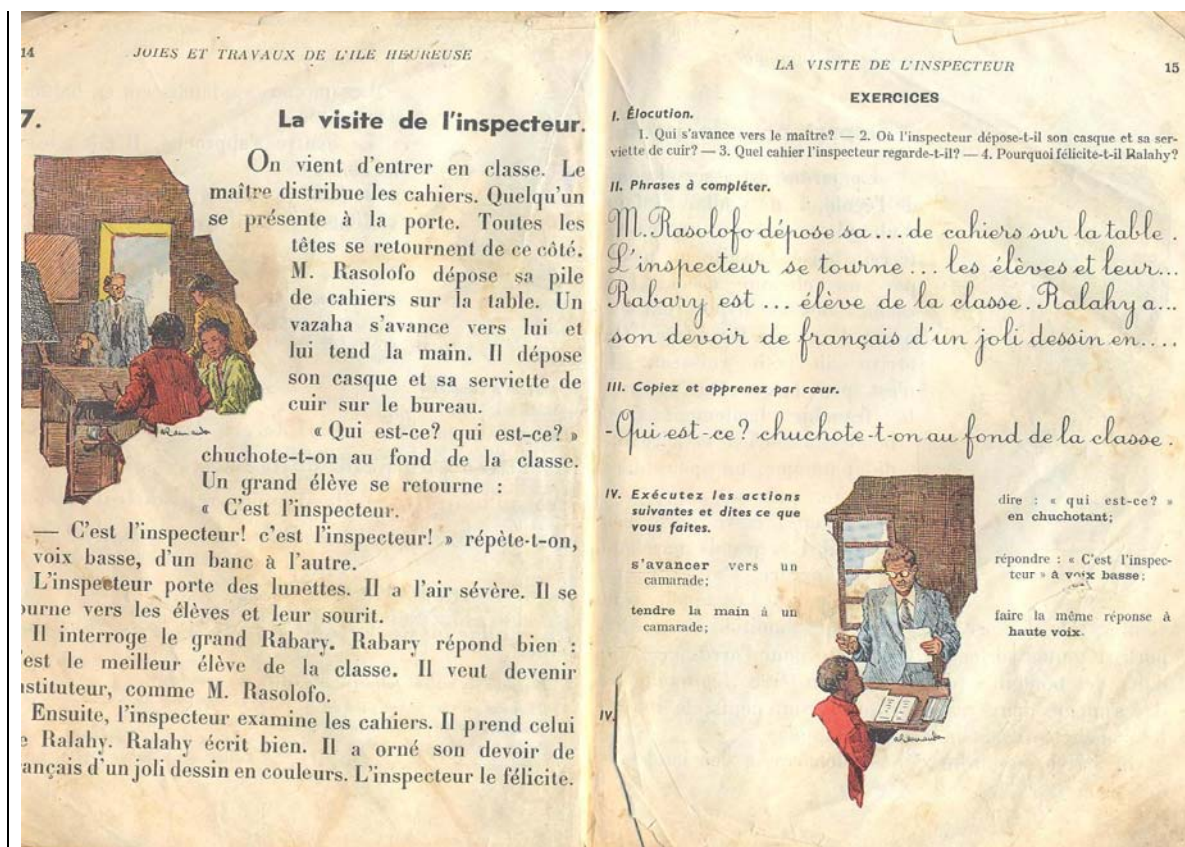 14 JOIES ET TRAVAUX DE L'ILE HEUREUSE
7. La visite de l'inspecteur.
On vient d'entrer en classe. Le
maître distribue les cahiers. Quelqu'un
se présente à la porte. Toutes les
têtes se retournent de ce côté.
M. Rasolofo dépose sa pile
de cahiers sur la table. Un
vazaha s'avance vers lui et
lui tend la main. Il dépose
son casque et sa serviette de
cuir sur le bureau.
« Qui est-ce? qui est-ce? »
chuchote-t-on au fond de la classe.
Un grand élève se retourne :
« C'est l'inspecteur.
— C'est l'inspecteur! c'est l'inspecteur! » répète-t-on,
voix basse, d'un banc à l'autre.
L'inspecteur porte des lunettes. Il a l'air sévère. Il se
ourne vers les élèves et leur sourit.
Il interroge le grand Rabary. Rabary répond bien :
est le meilleur élève de la classe. Il veut devenir
stituteur, comme M. Rasolofo.
Ensuite, l'inspecteur examine les cahiers. Il prend celui
e Ralahy. Ralahy écrit bien. Il a orné son devoir de
ançais d'un joli dessin en couleurs. L'inspecteur le félicite.
LA VISITE DE L'INSPECTEUR 15
EXERCICES
I. Élocution.
1. Qui s'avance vers le maître? — 2. Où l'inspecteur dépose-t-il son casque et sa ser-
viette de cuir? — 3. Quel cahier l'inspecteur regarde-t-il? — 4. Pourquoi félicite-t-il Ralahy?
II. Phrases à compléter.
M. Rasolofo dépose sa ... de cahiers sur la table.
L'inspecteur se tourne ... les élèves et leur...
Rabary est ... élève de la classe. Ralahy a...
son devoir de français d'un joli dessin en....
III. Copiez et apprenez par cœur.
-Qui est-ce? chuchote-t-on au fond de la classe.
IV. Exécutez les actions
suivantes et dites ce que
vous faites.
s'avancer vers un
camarade;
tendre la main à un
camarade;
dire : « qui est-ce? »
en chuchotant;
répondre : « C'est l'inspec-
teur » à voix basse;
faire la même réponse à
haute voix.
IV.